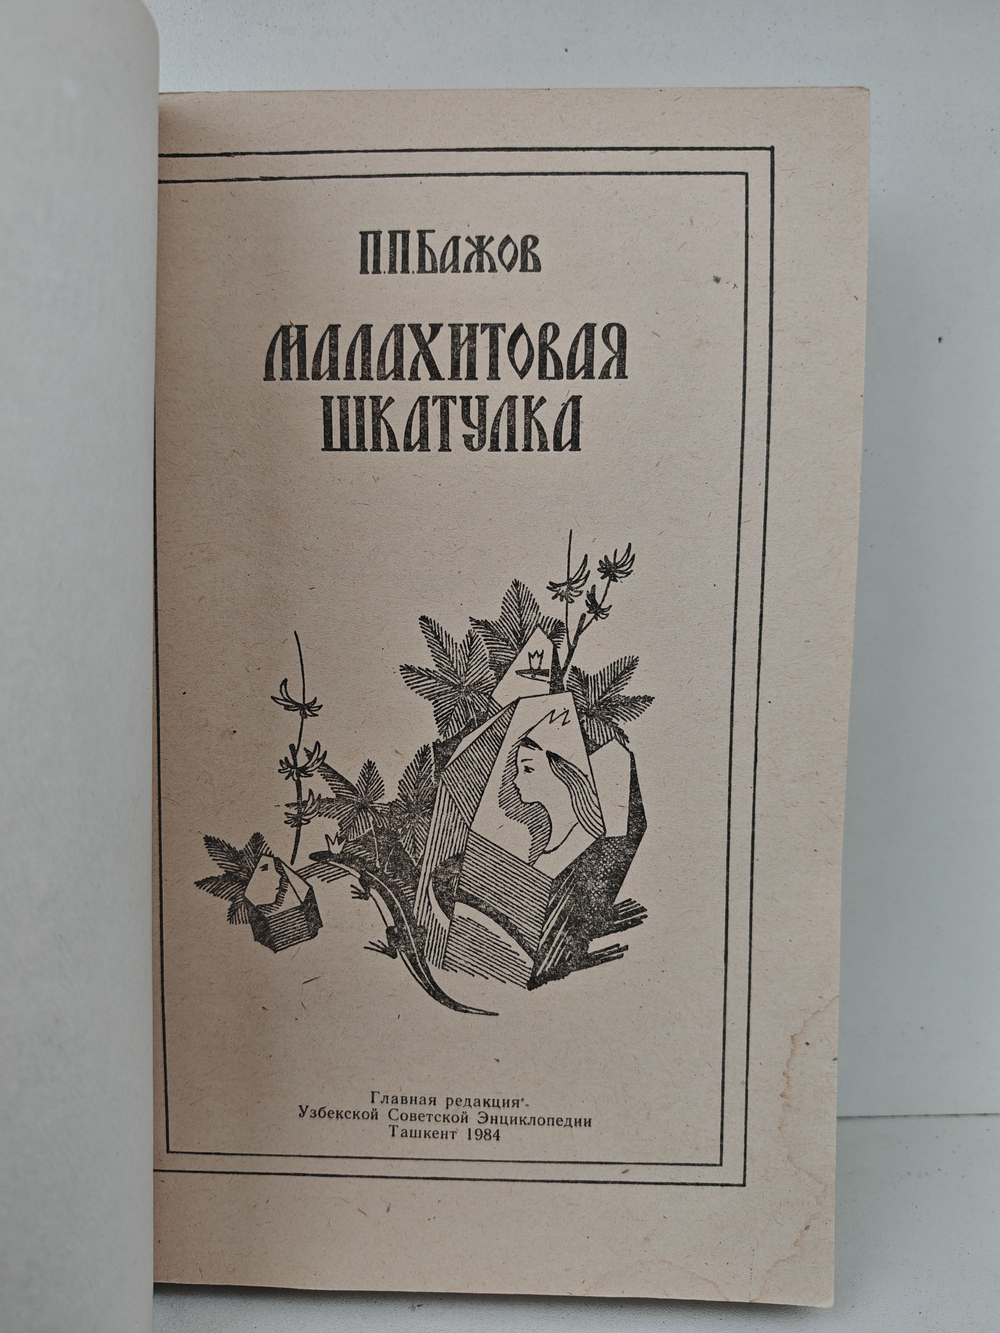 П.П.Бажов
МАЛАХИТОВАЯ
ШКАТУЛКА
Главная редакция
Узбекской Советской Энциклопедии
Ташкент 1984